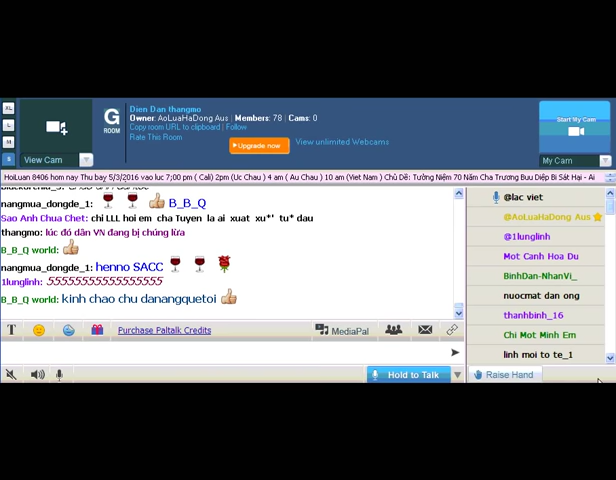 XL
L
M
S
View Cam
G
ROOM
Dien Dan thangmo
Owner: AoLuaHaDong Aus | Members: 78 | Cams: 0
Copy room URL to clipboard | Follow
Rate This Room
Upgrade now
View unlimited Webcams
Start My Cam
My Cam
HoiLuan 8406 hom nay Thu bay 5/3/2016 vao luc 7;00 pm ( Cali) 2pm (Uc Chau ) 4 am ( Au Chau ) 10 am (Viet Nam ) Chủ Đề: Tưởng Niệm 70 Năm Cha Trương Bưu Diệp Bi Sát Hại - Ai
nangmua_dongde_1: B_B_Q
Sao Anh Chua Chet: chi LLL hoi em cha Tuyen la ai xuat xu*' tu* dau
thangmo: lúc đó dân VN đang bị chúng lừa
B_B_Q world:
nangmua_dongde_1: henno SACC
1lunglinh: 5555555555555555
B_B_Q world: kinh chao chu danangquetoi
T
Purchase Paltalk Credits
MediaPal
Hold to Talk
@lac viet
@AoLuaHaDong Aus
@1lunglinh
Mot Canh Hoa Du
BinhDan-NhanVi_
nuocmat dan ong
thanhbinh_16
Chi Mot Minh Em
linh moi to te_1
Raise Hand